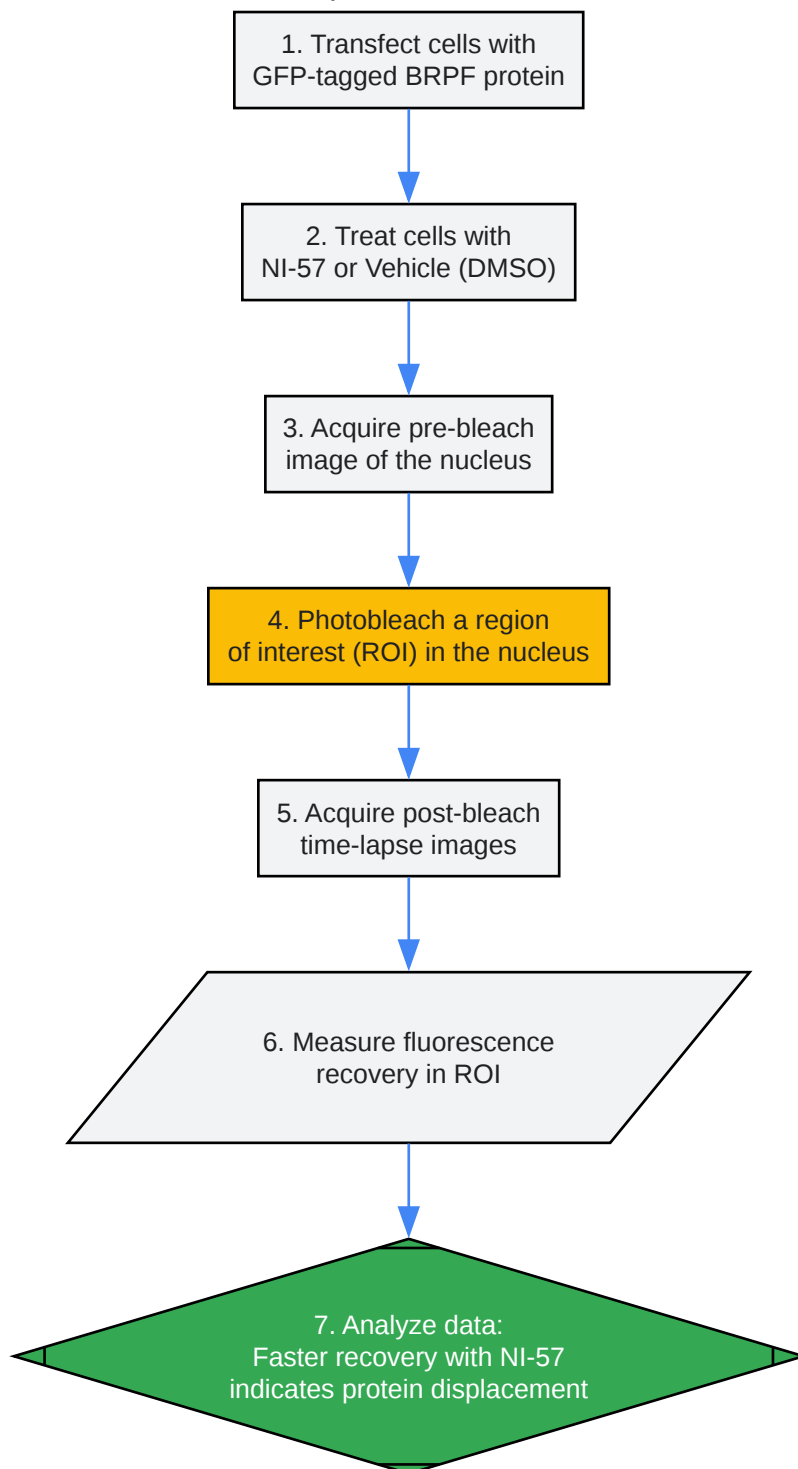 1. Transfect cells with
GFP-tagged BRPF protein
2. Treat cells with
NI-57 or Vehicle (DMSO)
3. Acquire pre-bleach
image of the nucleus
4. Photobleach a region
of interest (ROI) in the nucleus
5. Acquire post-bleach
time-lapse images
6. Measure fluorescence
recovery in ROI
7. Analyze data:
Faster recovery with NI-57
indicates protein displacement